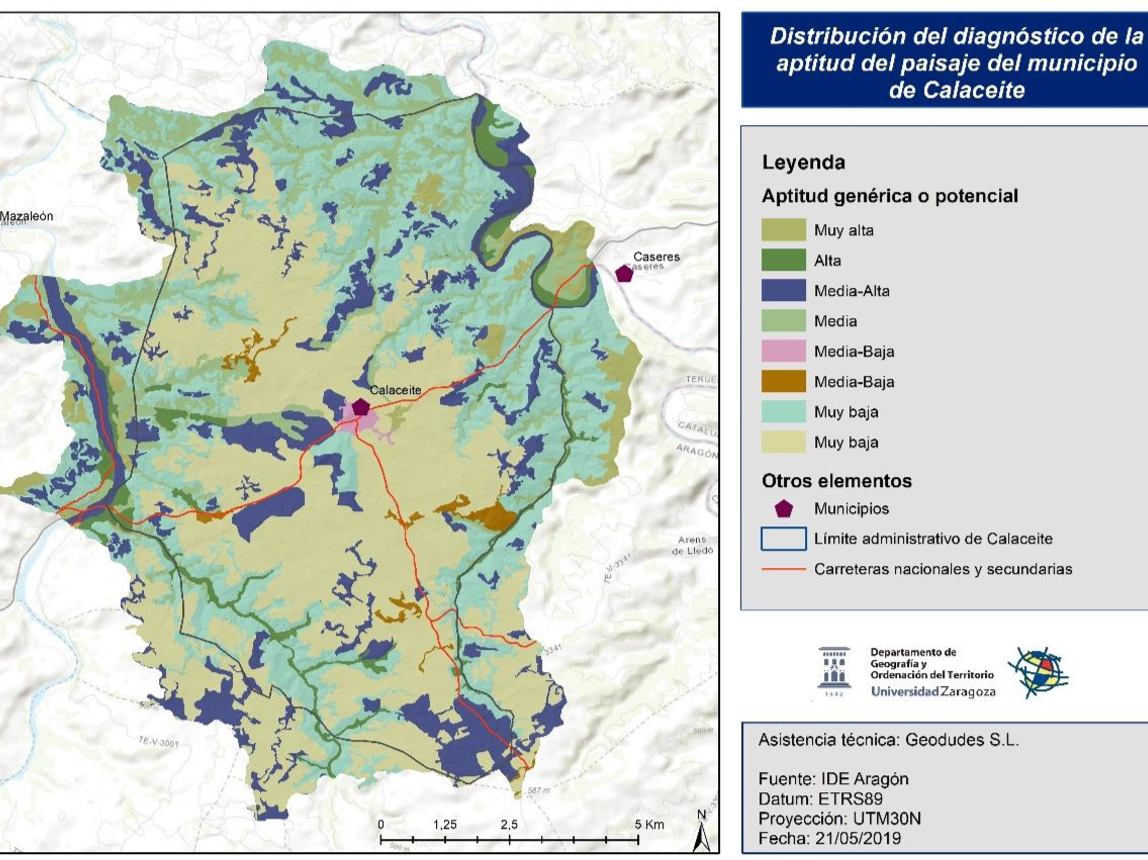 Distribución del diagnóstico de la
aptitud del paisaje del municipio
de Calaceite
Leyenda
Aptitud genérica o potencial
Muy alta
Alta
Media-Alta
Media
Media-Baja
Media-Baja
Muy baja
Muy baja
Otros elementos
Municipios
Límite administrativo de Calaceite
Carreteras nacionales y secundarias
Departamento de
Geografía y
Ordenación del Territorio
Universidad Zaragoza
1542
Asistencia técnica: Geodudes S.L.
Fuente: IDE Aragón
Datum: ETRS89
Proyección: UTM30N
Fecha: 21/05/2019
Mazaleón
Caseres
Caseres
Calaceite
TERUE
CATALU
ARAGÓN
Arens
de Lledó
TE-V-3341
3341
TE-V-3001
587 m
500 m
0 1,25 2,5 5 Km
N